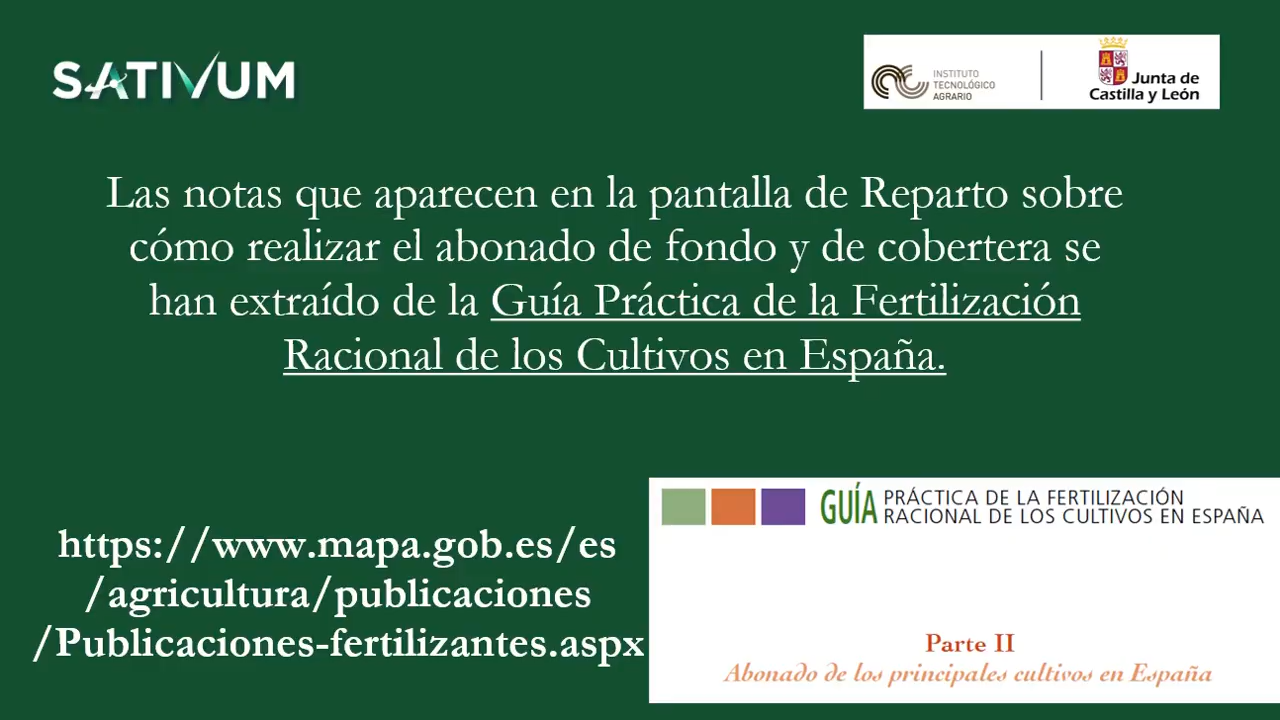 SATIVUM
INSTITUTO
TECNOLÓGICO
AGRARIO
Junta de
Castilla y León
Las notas que aparecen en la pantalla de Reparto sobre
cómo realizar el abonado de fondo y de cobertera se
han extraído de la Guía Práctica de la Fertilización
Racional de los Cultivos en España.
https://www.mapa.gob.es/es
/agricultura/publicaciones
/Publicaciones-fertilizantes.aspx
GUÍA PRÁCTICA DE LA FERTILIZACIÓN
RACIONAL DE LOS CULTIVOS EN ESPAÑA
Parte II
Abonado de los principales cultivos en España